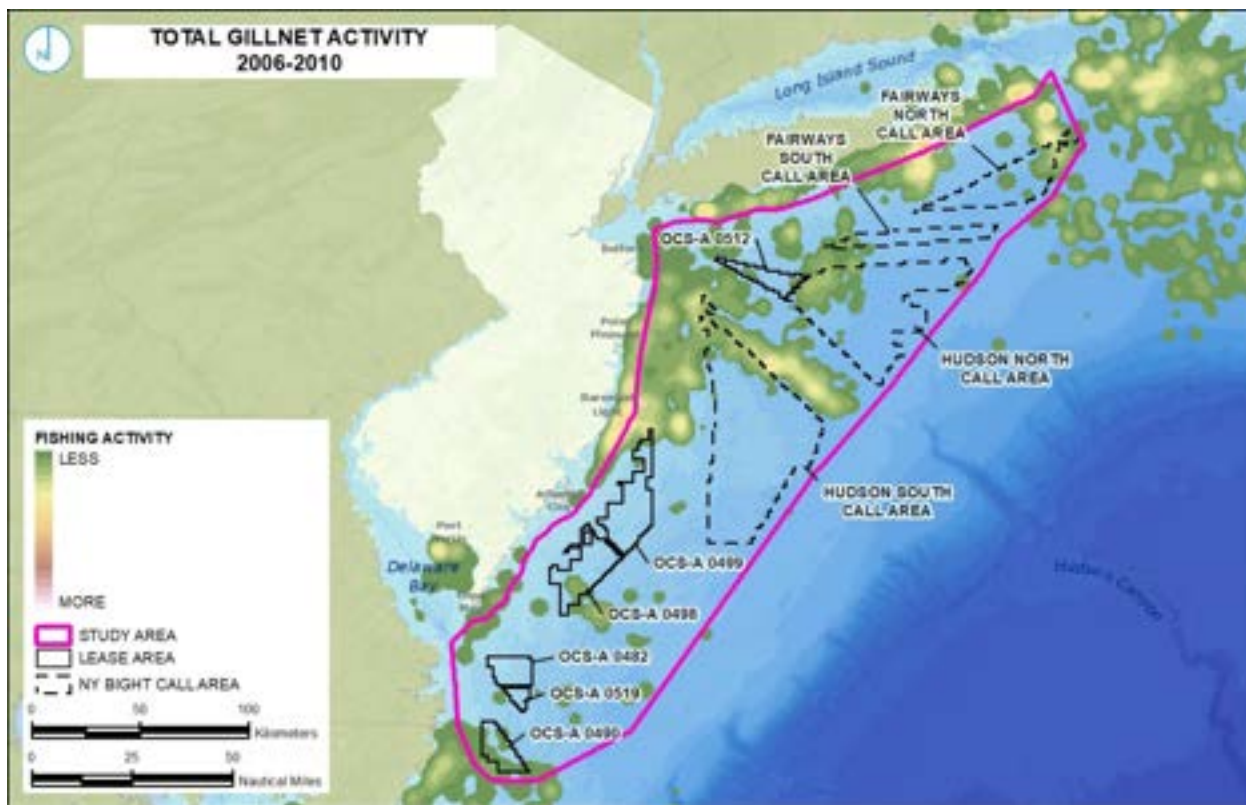 N
TOTAL GILLNET ACTIVITY
2006-2010
Long Island Sound
FAIRWAYS
NORTH
CALL AREA
FAIRWAYS
SOUTH
CALL AREA
OCS-A 0512
HUDSON NORTH
CALL AREA
Light
HUDSON SOUTH
CALL AREA
OCS-A 0499
Port
Delaware
Bay
OCS-A 0498
OCS-A 0482
OCS-A 0519
OCS-A 0490
Hudson Canyon
FISHING ACTIVITY
LESS
MORE
STUDY AREA
LEASE AREA
NY BIGHT CALL AREA
0 50 100
Kilometers
0 25 50
Nautical Miles